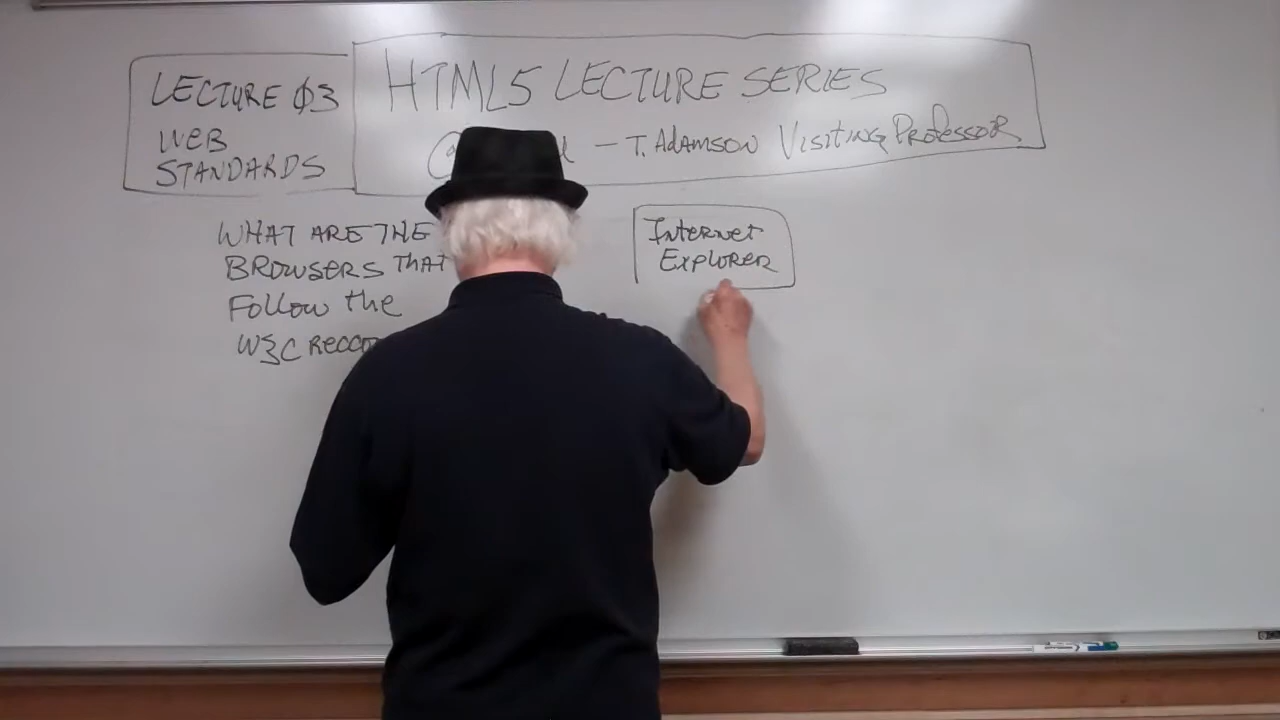 LECTURE 03
WEB
STANDARDS
HTML5 LECTURE SERIES
@ — T. ADAMSON VISITING PROFESSOR
WHAT ARE THE
BROWSERS THAT
FOLLOW the
W3C
INTERNET
EXPLORER